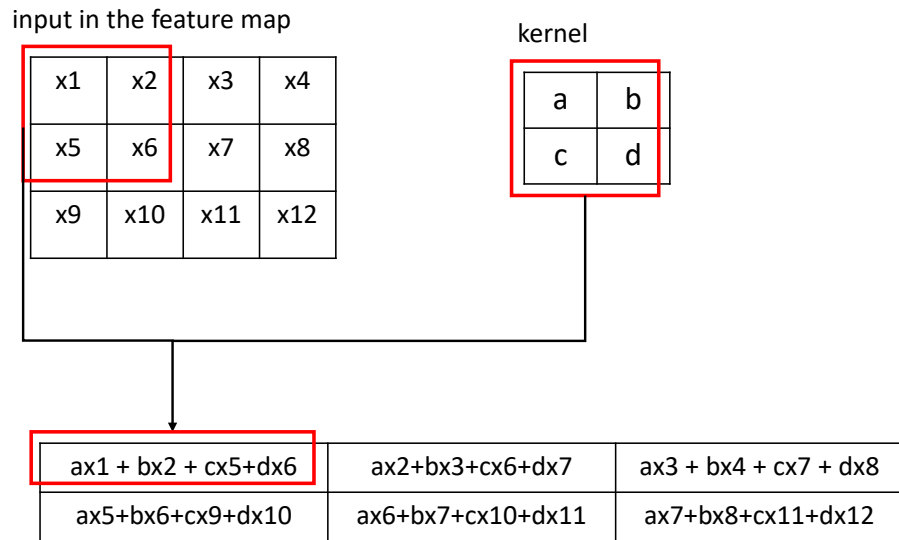 input in the feature map
kernel
x1 x2 x3 x4
x5 x6 x7 x8
x9 x10 x11 x12
a b
c d
ax1 + bx2 + cx5+dx6 ax2+bx3+cx6+dx7 ax3 + bx4 + cx7 + dx8
ax5+bx6+cx9+dx10 ax6+bx7+cx10+dx11 ax7+bx8+cx11+dx12